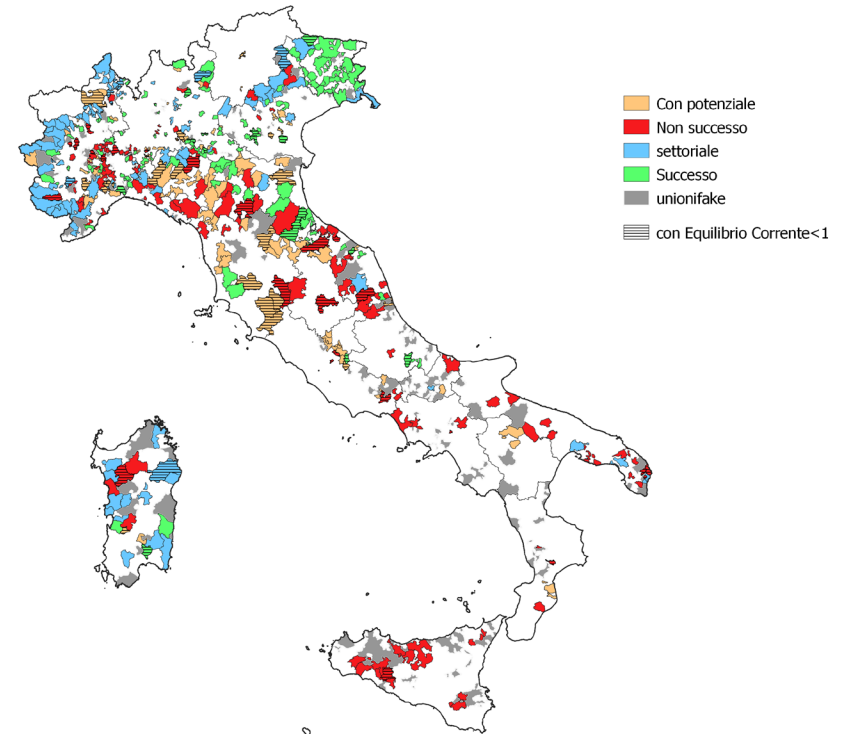 Con potenziale
Non successo
settoriale
Successo
unionifake
con Equilibrio Corrente<1